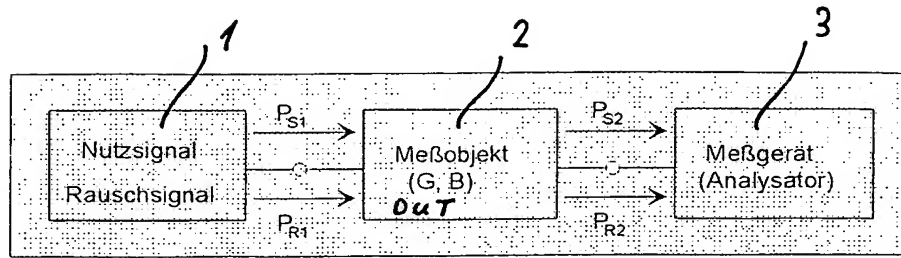 1
2
3
P_S1
P_S2
Nutzsignal
Rauschsignal
Meßobjekt
(G, B)
OUT
Meßgerät
(Analysator)
P_R1
P_R2